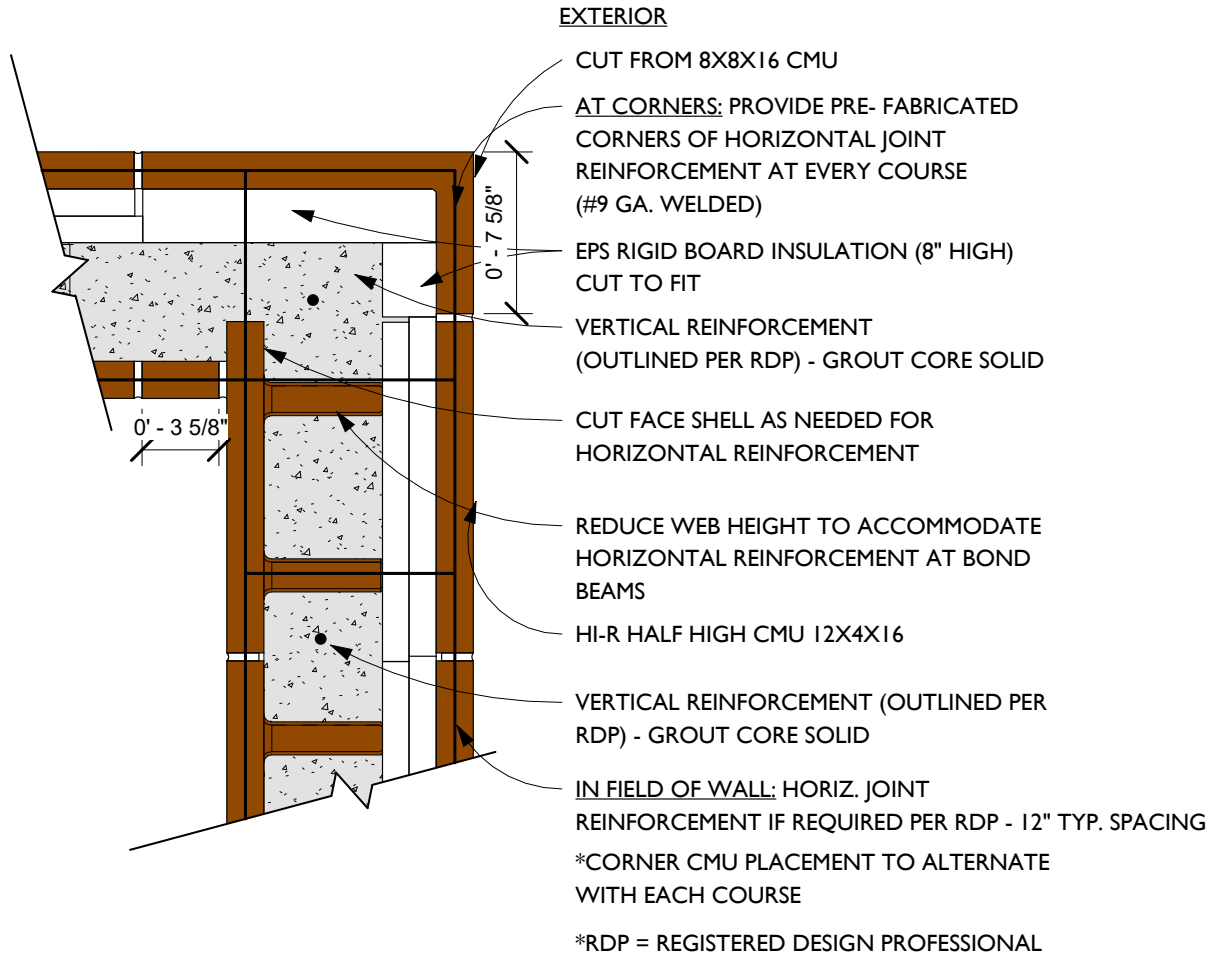 EXTERIOR
CUT FROM 8X8X16 CMU
AT CORNERS: PROVIDE PRE- FABRICATED
CORNERS OF HORIZONTAL JOINT
REINFORCEMENT AT EVERY COURSE
(#9 GA. WELDED)
0' - 7 5/8"
EPS RIGID BOARD INSULATION (8" HIGH)
CUT TO FIT
VERTICAL REINFORCEMENT
(OUTLINED PER RDP) - GROUT CORE SOLID
0' - 3 5/8"
CUT FACE SHELL AS NEEDED FOR
HORIZONTAL REINFORCEMENT
REDUCE WEB HEIGHT TO ACCOMMODATE
HORIZONTAL REINFORCEMENT AT BOND
BEAMS
HI-R HALF HIGH CMU 12X4X16
VERTICAL REINFORCEMENT (OUTLINED PER
RDP) - GROUT CORE SOLID
IN FIELD OF WALL: HORIZ. JOINT
REINFORCEMENT IF REQUIRED PER RDP - 12" TYP. SPACING
*CORNER CMU PLACEMENT TO ALTERNATE
WITH EACH COURSE
*RDP = REGISTERED DESIGN PROFESSIONAL